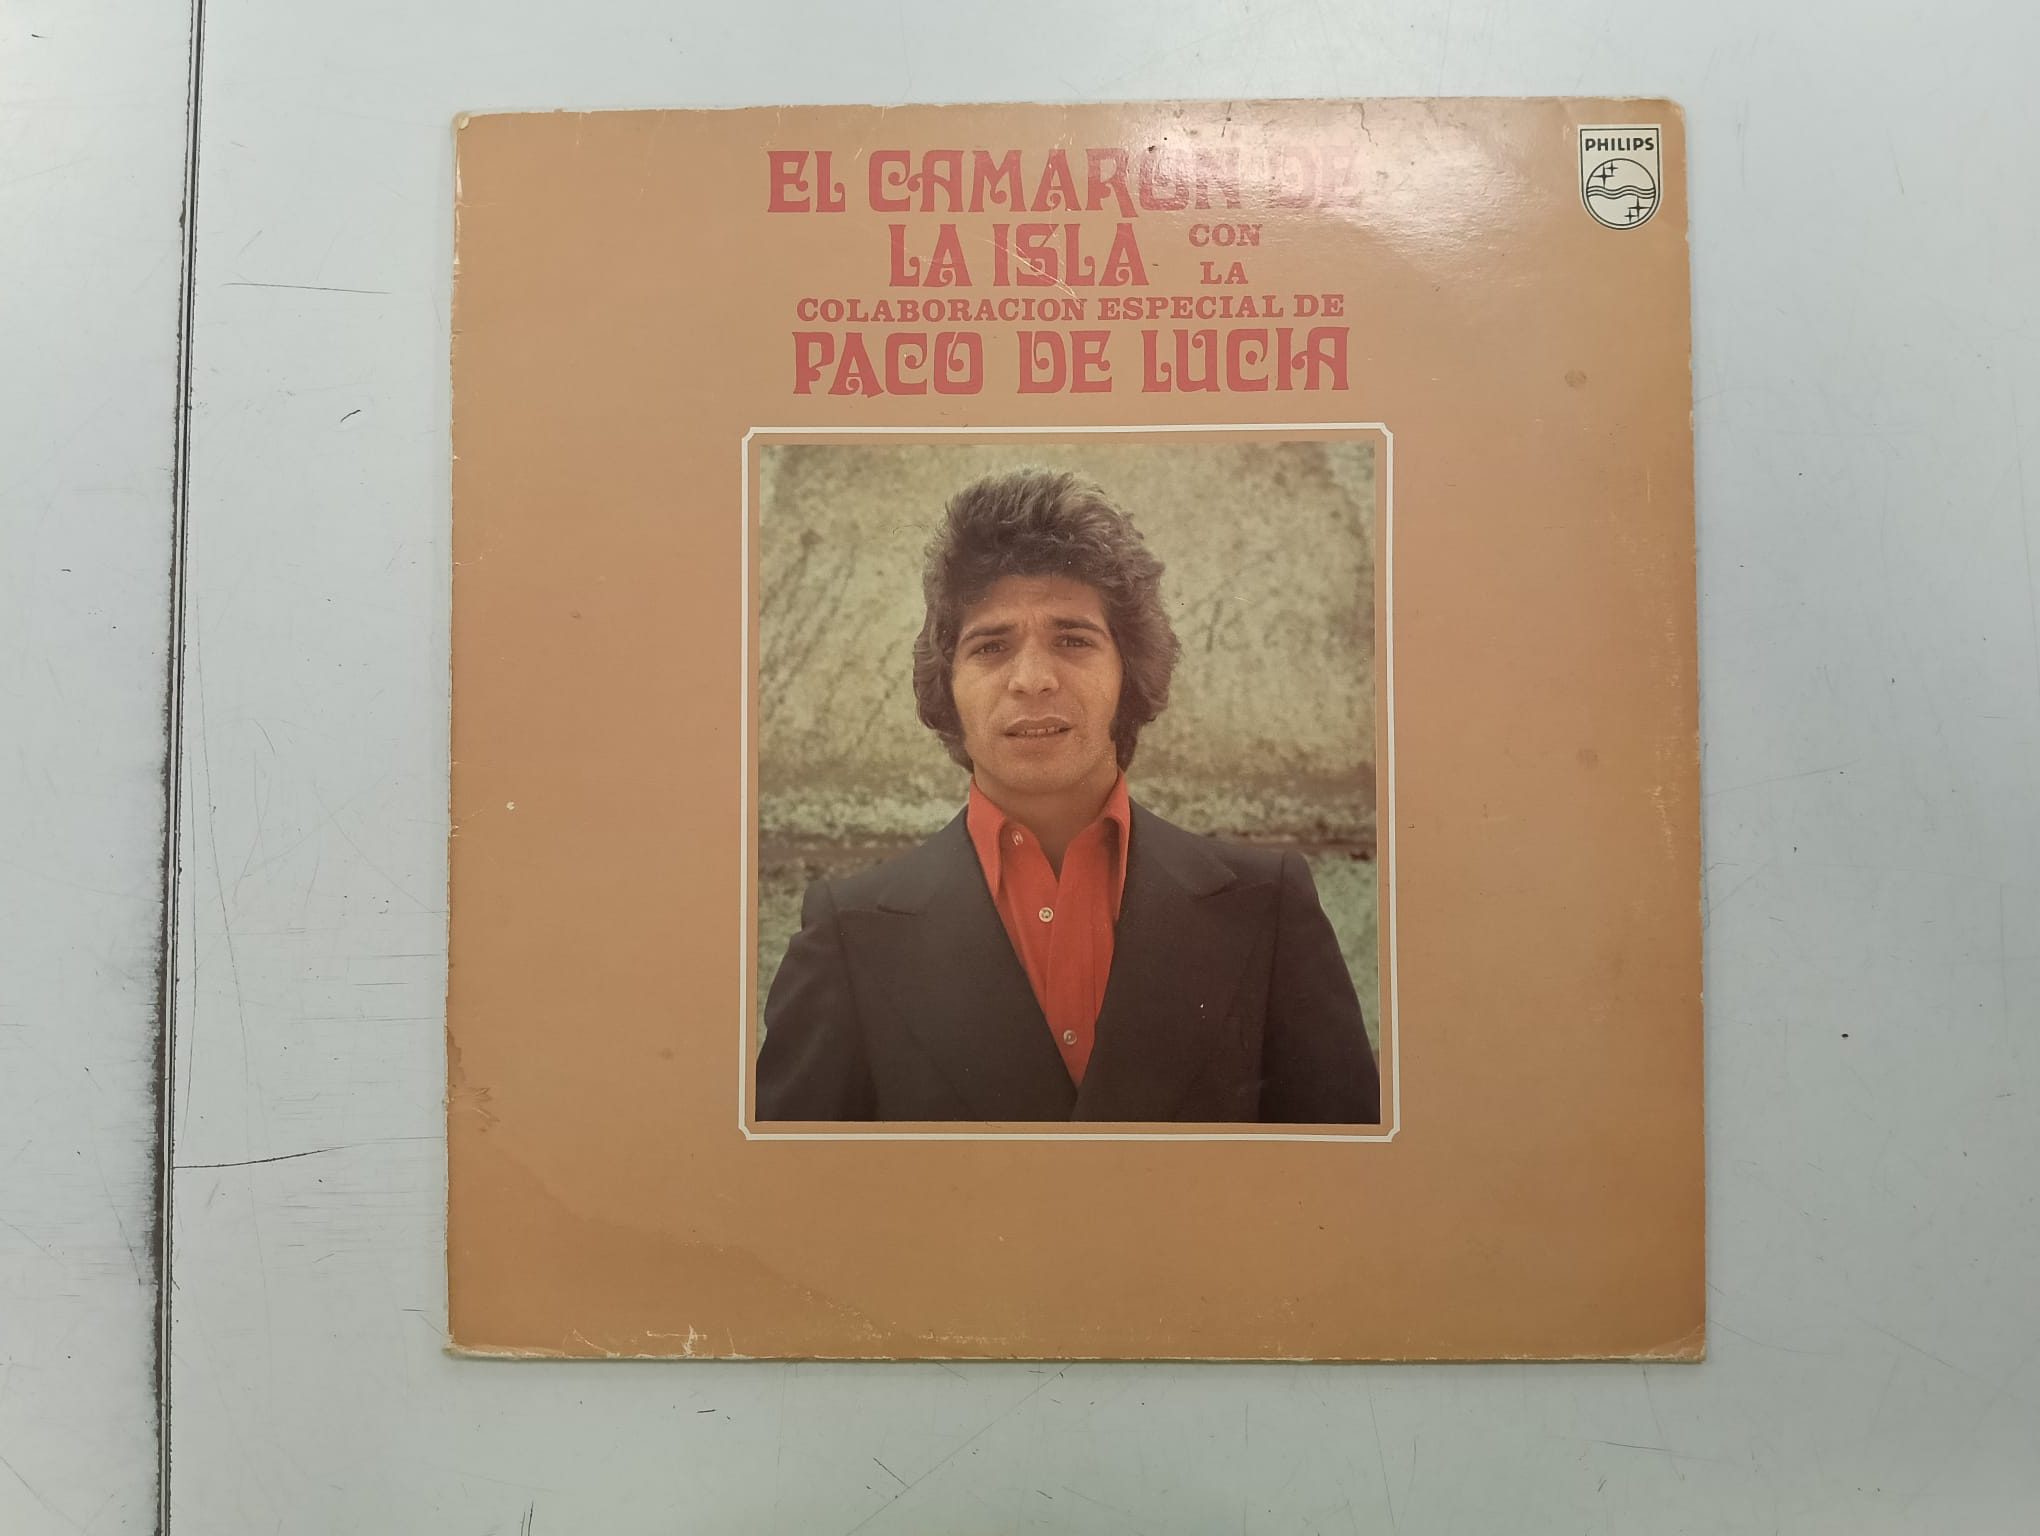 EL CAMARON DE
LA ISLA CON
LA
COLABORACION ESPECIAL DE
PACO DE LUCIA
PHILIPS